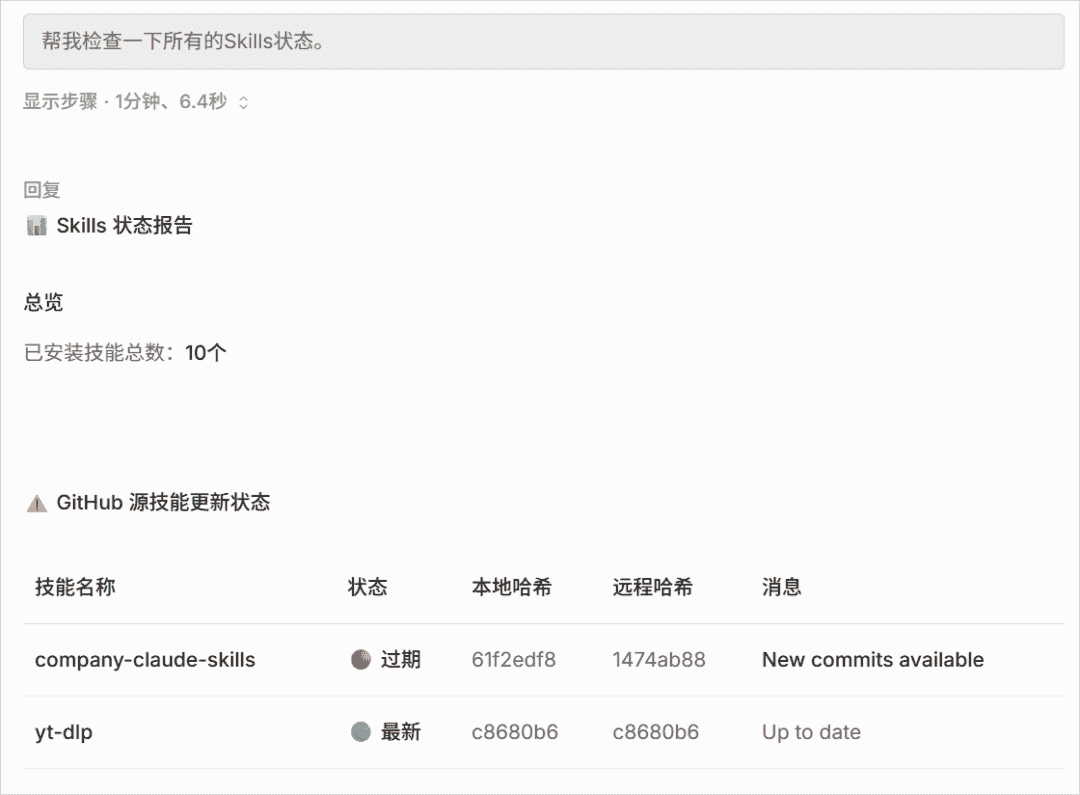 帮我检查一下所有的Skills状态。
显示步骤 · 1分钟、6.4秒
回复
Skills 状态报告
总览
已安装技能总数：10个
GitHub 源技能更新状态
技能名称 状态 本地哈希 远程哈希 消息
company-claude-skills 过期 61f2edf8 1474ab88 New commits available
yt-dlp 最新 c8680b6 c8680b6 Up to date